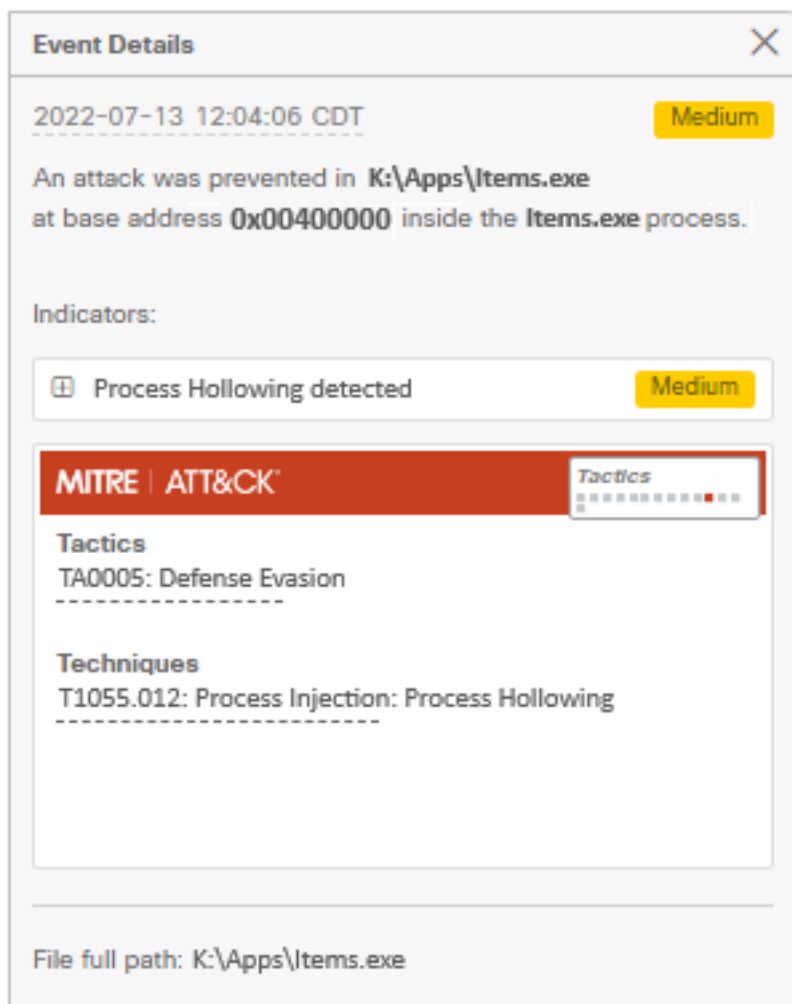 Event Details
2022-07-13 12:04:06 CDT Medium
An attack was prevented in K:\Apps\Items.exe
at base address 0x00400000 inside the Items.exe process.
Indicators:
Process Hollowing detected Medium
MITRE | ATT&CK™ Tactics
Tactics
TA0005: Defense Evasion
Techniques
T1055.012: Process Injection: Process Hollowing
File full path: K:\Apps\Items.exe